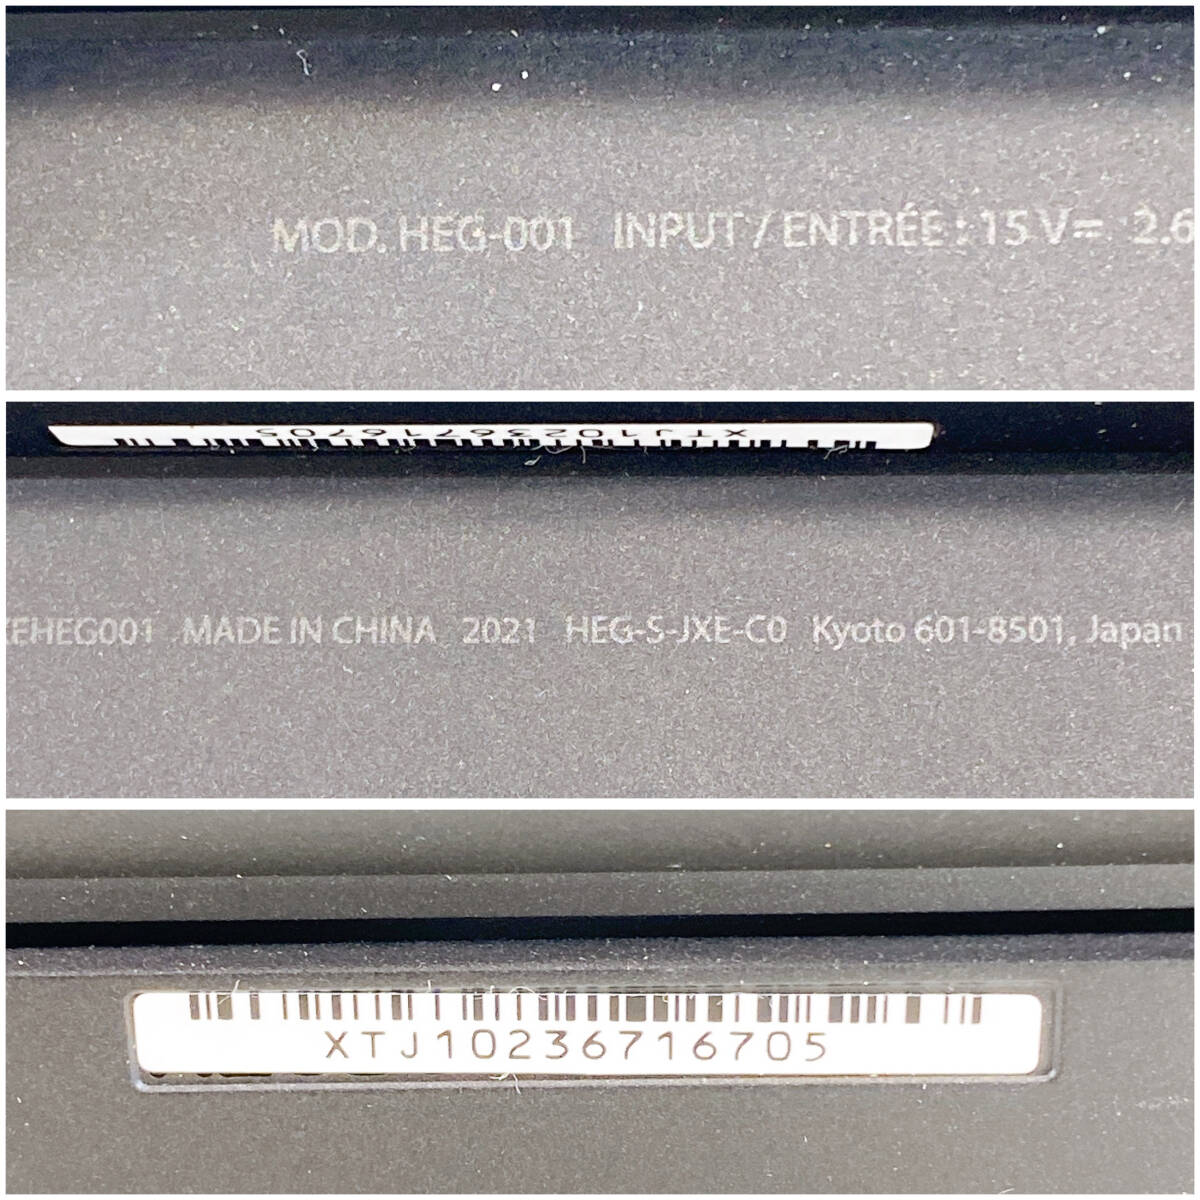 MOD. HEG-001 INPUT / ENTRÉE : 15 V⎓ 2.6
XTJ10236716705
EHEG001 MADE IN CHINA 2021 HEG-S-JXE-C0 Kyoto 601-8501, Japan
XTJ10236716705